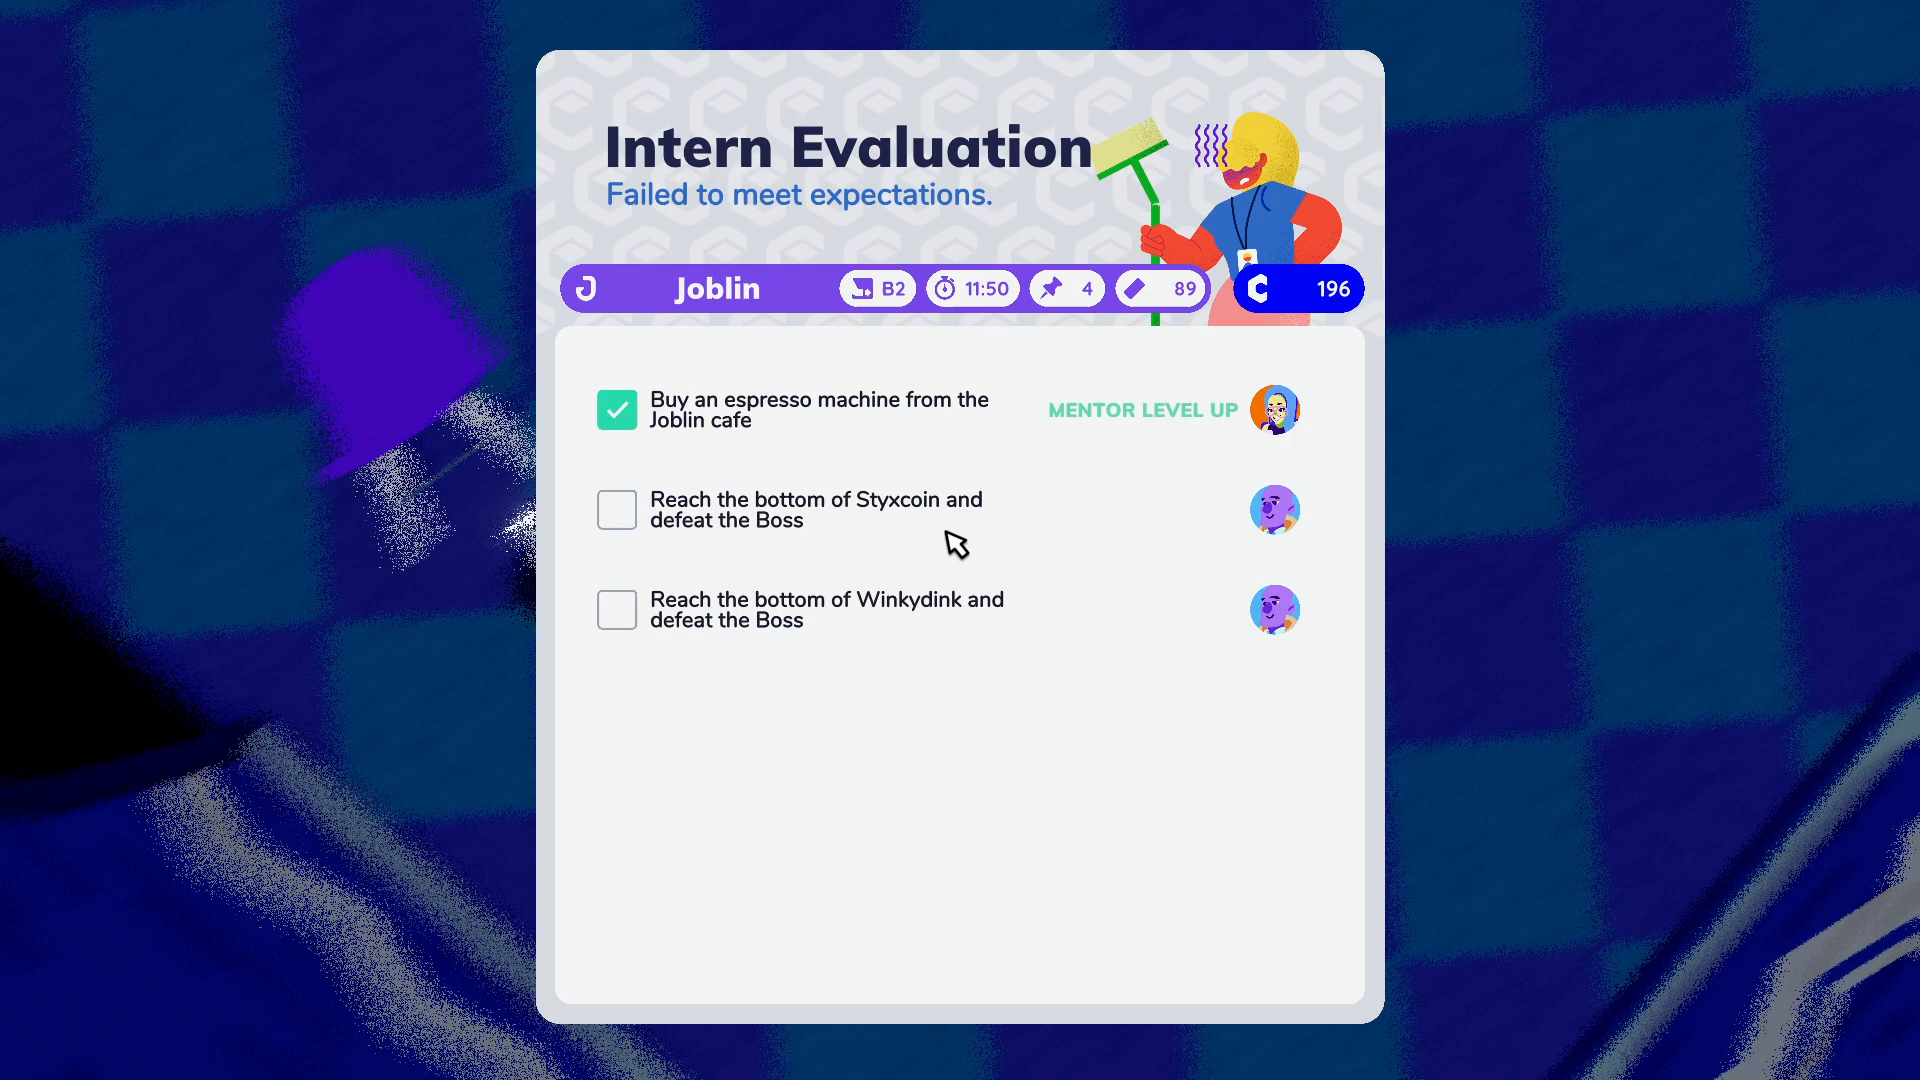 Intern Evaluation
Failed to meet expectations.
Joblin B2 11:50 4 89 196
Buy an espresso machine from the
Joblin cafe
MENTOR LEVEL UP
Reach the bottom of Styxcoin and
defeat the Boss
Reach the bottom of Winkydink and
defeat the Boss